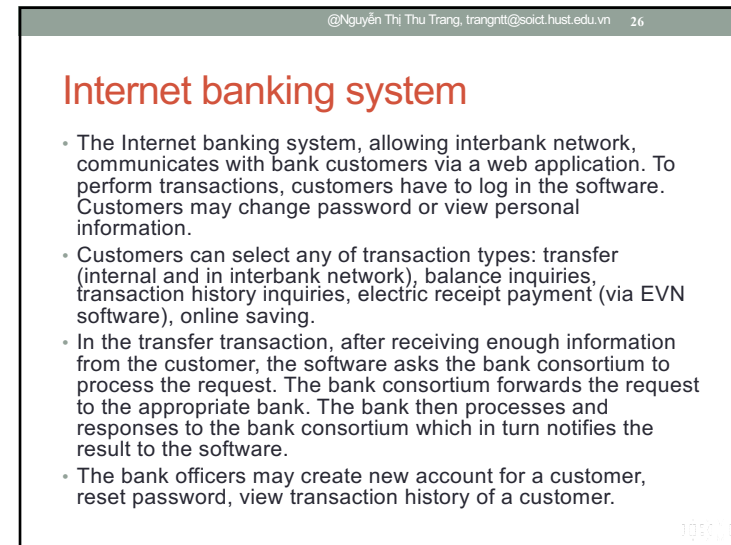 @Nguyễn Thị Thu Trang, trangntt@soict.hust.edu.vn 26
Internet banking system
• The Internet banking system, allowing interbank network,
communicates with bank customers via a web application. To
perform transactions, customers have to log in the software.
Customers may change password or view personal
information.
• Customers can select any of transaction types: transfer
(internal and in interbank network), balance inquiries,
transaction history inquiries, electric receipt payment (via EVN
software), online saving.
• In the transfer transaction, after receiving enough information
from the customer, the software asks the bank consortium to
process the request. The bank consortium forwards the request
to the appropriate bank. The bank then processes and
responses to the bank consortium which in turn notifies the
result to the software.
• The bank officers may create new account for a customer,
reset password, view transaction history of a customer.